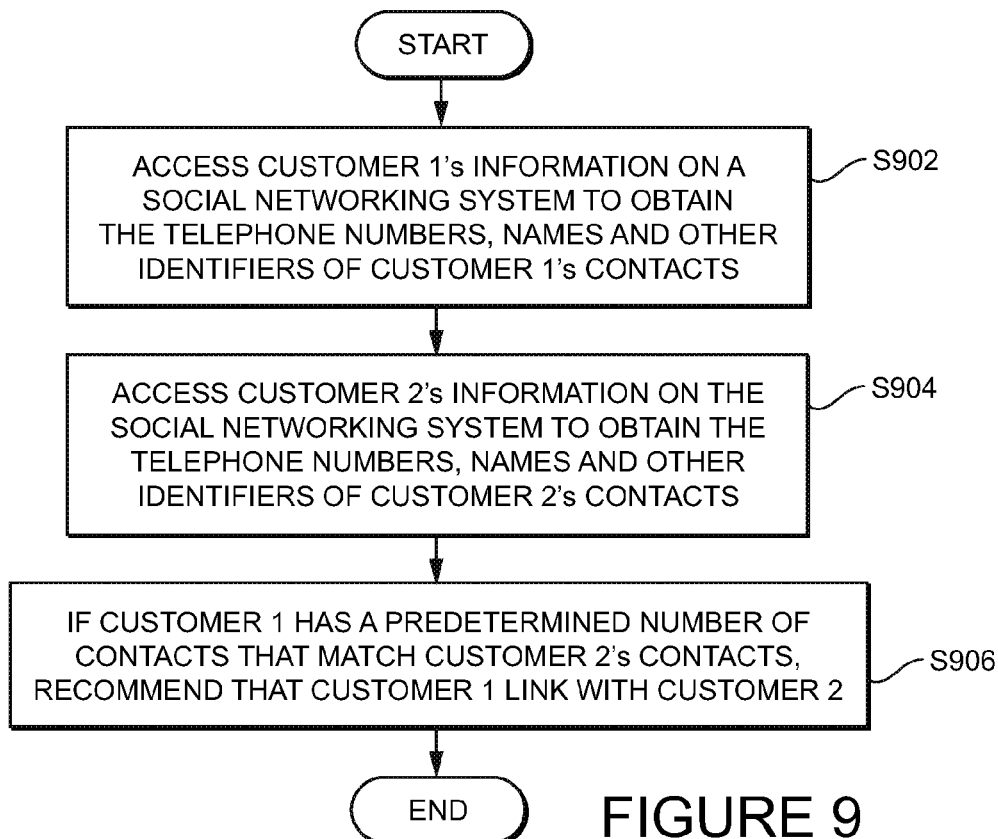 START
ACCESS CUSTOMER 1's INFORMATION ON A
SOCIAL NETWORKING SYSTEM TO OBTAIN
THE TELEPHONE NUMBERS, NAMES AND OTHER
IDENTIFIERS OF CUSTOMER 1's CONTACTS
S902
ACCESS CUSTOMER 2's INFORMATION ON THE
SOCIAL NETWORKING SYSTEM TO OBTAIN THE
TELEPHONE NUMBERS, NAMES AND OTHER
IDENTIFIERS OF CUSTOMER 2's CONTACTS
S904
IF CUSTOMER 1 HAS A PREDETERMINED NUMBER OF
CONTACTS THAT MATCH CUSTOMER 2's CONTACTS,
RECOMMEND THAT CUSTOMER 1 LINK WITH CUSTOMER 2
S906
END
FIGURE 9